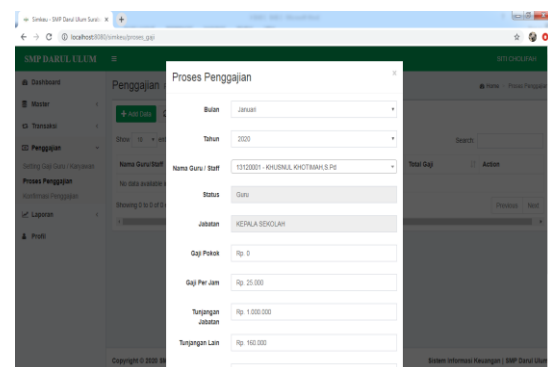 Simkeu - SMP Darul Ulum Sural
localhost:8080/simkeu/proses_gaji
SMP DARUL ULUM
SITI CHOLIFAH
Dashboard
Master
Transaksi
Penggajian
Setting Gaji Guru / Karyawan
Proses Penggajian
Konfirmasi Penggajian
Laporan
Profil
Penggajian
Home
Proses Penggajian
+ Add Data
Show 10
Search:
Nama Guru/Staff
Total Gaji
Action
No data available
Showing 0 to 0 of 0
Previous Next
Proses Penggajian
x
Bulan Januari
Tahun 2020
Nama Guru / Staff 13120001 - KHUSNUL KHOTIMAH,S.Pd
Status Guru
Jabatan KEPALA SEKOLAH
Gaji Pokok Rp. 0
Gaji Per Jam Rp. 25.000
Tunjangan
Jabatan Rp. 1.000.000
Tunjangan Lain Rp. 160.000
Copyright © 2020 SM
Sistem Informasi Keuangan | SMP Darul Ulum